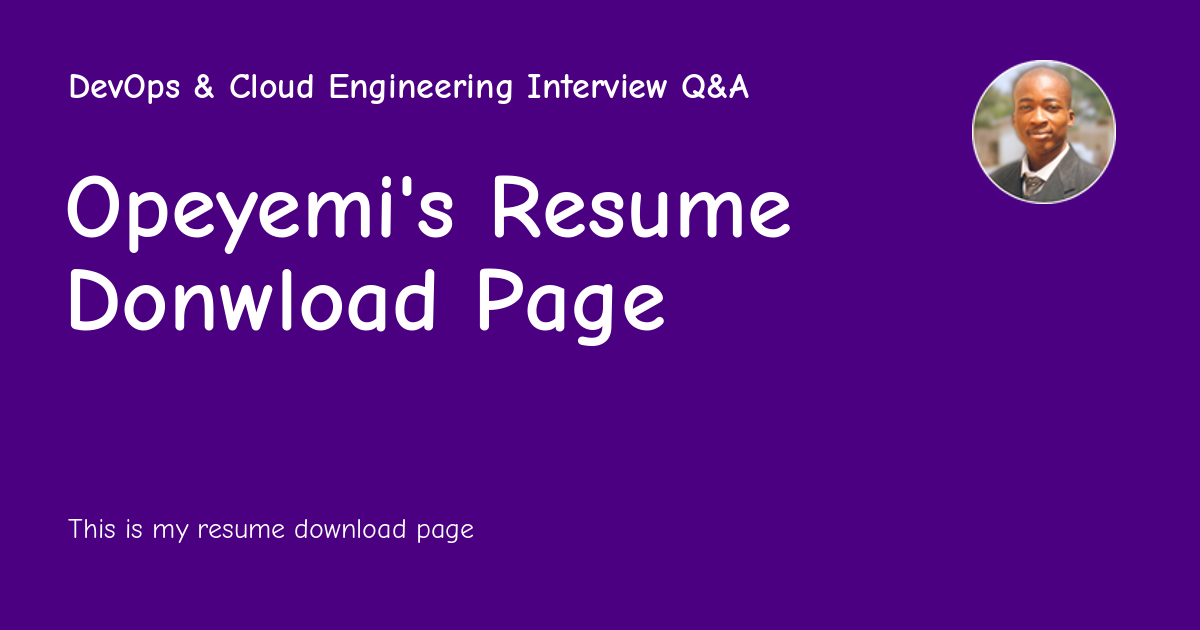 DevOps & Cloud Engineering Interview Q&A
Opeyemi's Resume
Donwload Page
This is my resume download page